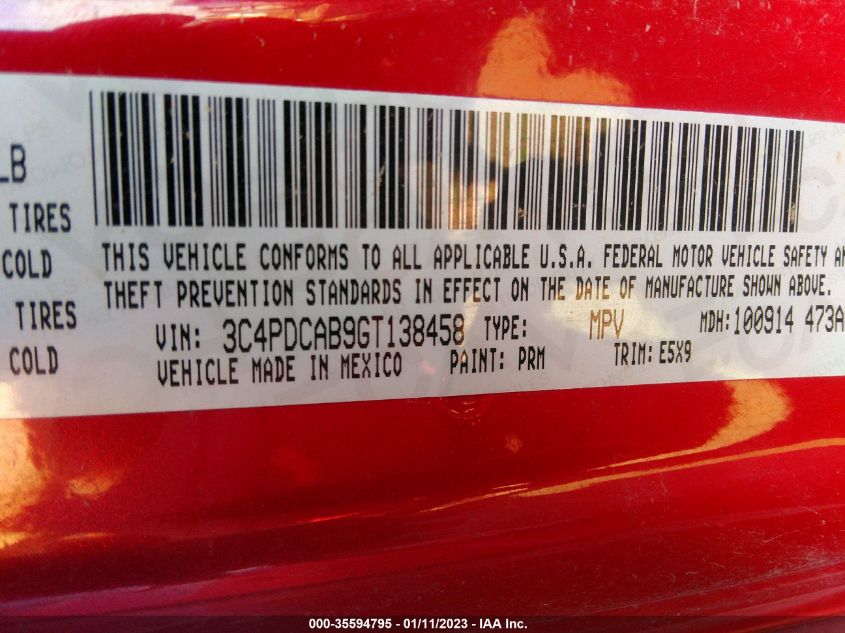 LB
TIRES
COLD
TIRES
COLD
THIS VEHICLE CONFORMS TO ALL APPLICABLE U.S.A. FEDERAL MOTOR VEHICLE SAFETY AN
THEFT PREVENTION STANDARDS IN EFFECT ON THE DATE OF MANUFACTURE SHOWN ABOVE.
VIN: 3C4PDCAB9GT138458 TYPE: MPV MDH:100914 473A
VEHICLE MADE IN MEXICO PAINT: PRM TRIM: E5X9
000-35594795 - 01/11/2023 - IAA Inc.